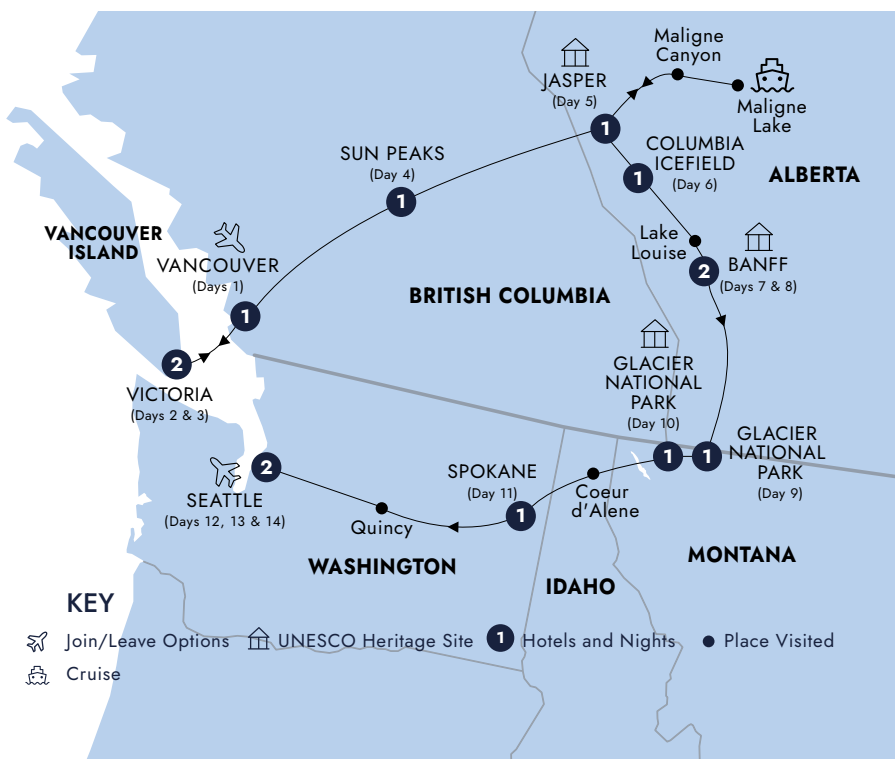 Maligne
Canyon
JASPER
(Day 5)
Maligne
Lake
1
COLUMBIA
ICEFIELD
(Day 6)
1
SUN PEAKS
(Day 4)
1
ALBERTA
VANCOUVER
ISLAND
Lake
Louise
VANCOUVER
(Days 1)
1
BANFF
(Days 7 & 8)
2
BRITISH COLUMBIA
VICTORIA
(Days 2 & 3)
2
GLACIER
NATIONAL
PARK
(Day 10)
1
GLACIER
NATIONAL
PARK
(Day 9)
1
SEATTLE
(Days 12, 13 & 14)
2
SPOKANE
(Day 11)
1
Coeur
d'Alene
Quincy
WASHINGTON
IDAHO
MONTANA
KEY
Join/Leave Options
UNESCO Heritage Site
1 Hotels and Nights
Place Visited
Cruise